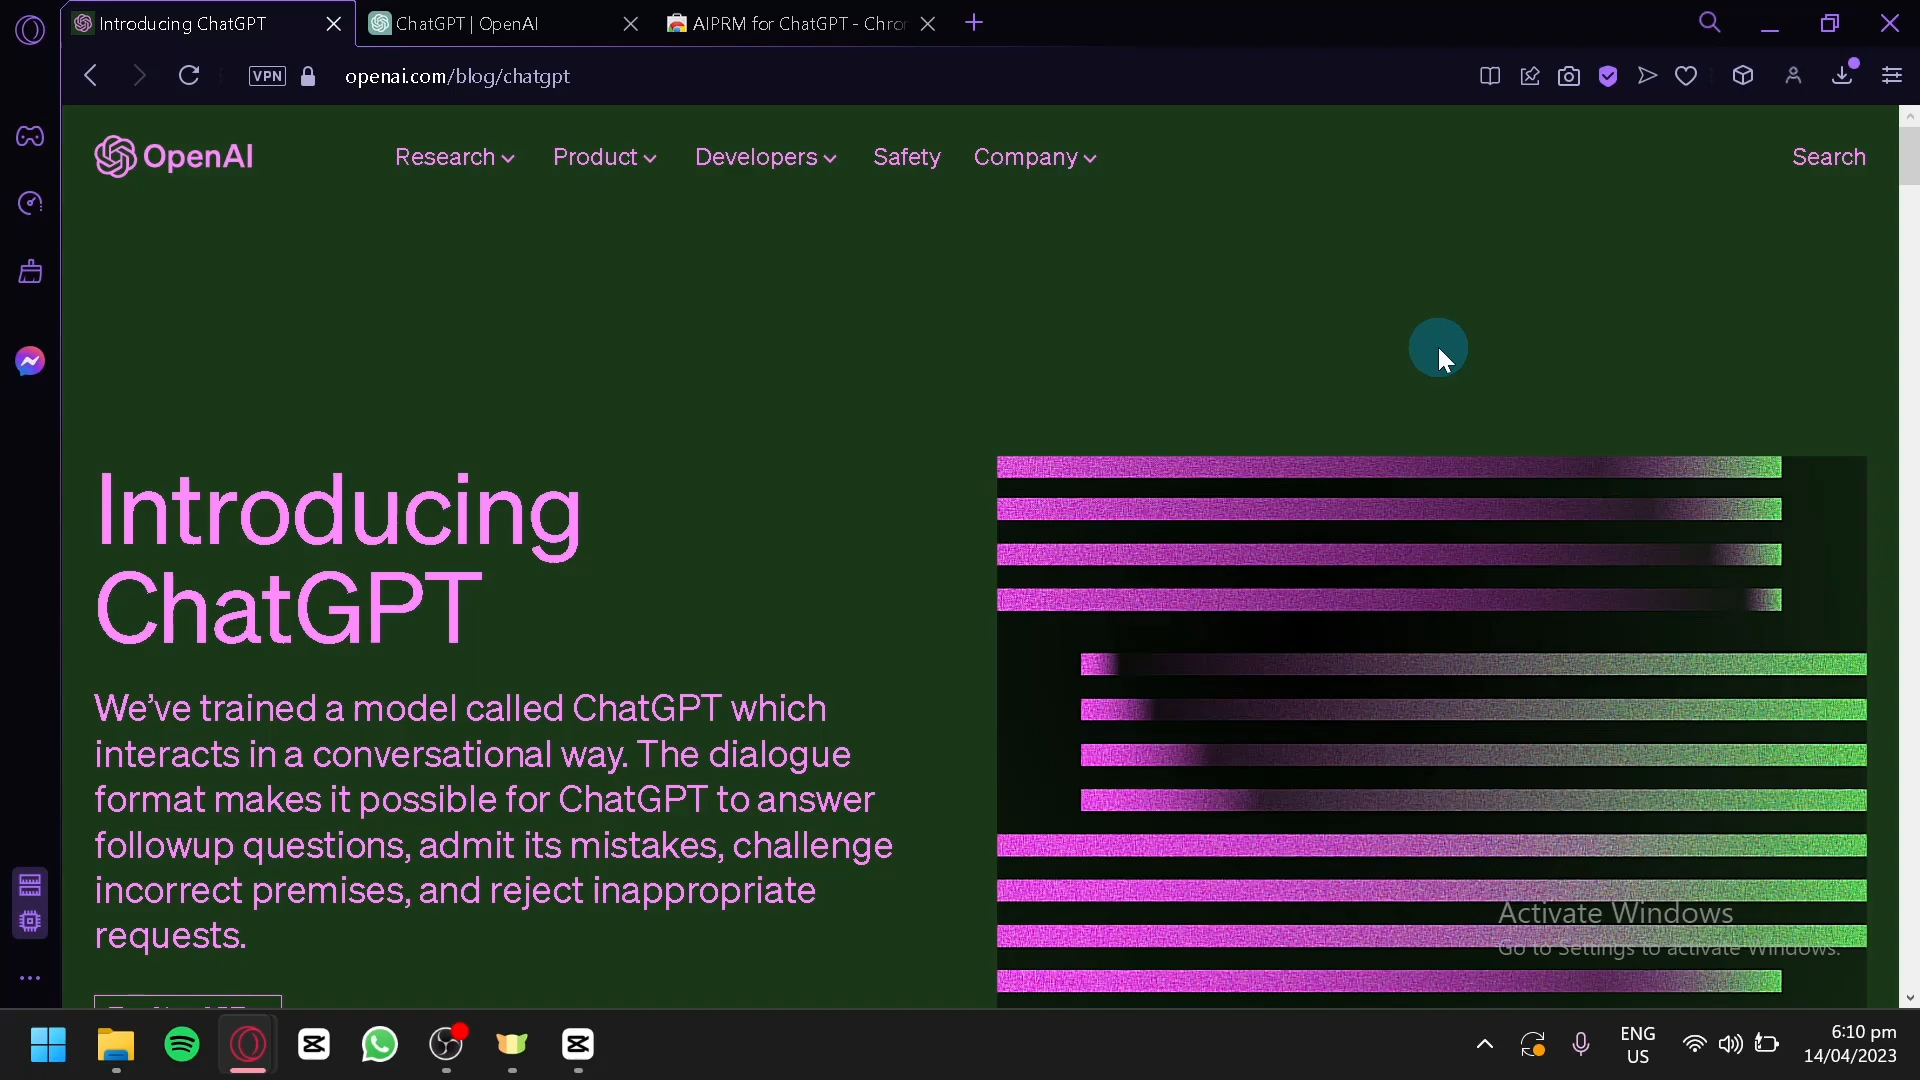 Introducing ChatGPT
ChatGPT | OpenAI
AIPRM for ChatGPT - Chro
VPN
openai.com/blog/chatgpt
OpenAI
Research
Product
Developers
Safety
Company
Search
Introducing
ChatGPT
We've trained a model called ChatGPT which
interacts in a conversational way. The dialogue
format makes it possible for ChatGPT to answer
followup questions, admit its mistakes, challenge
incorrect premises, and reject inappropriate
requests.
Activate Windows
Go to Settings to activate Windows.
ENG
US
6:10 pm
14/04/2023